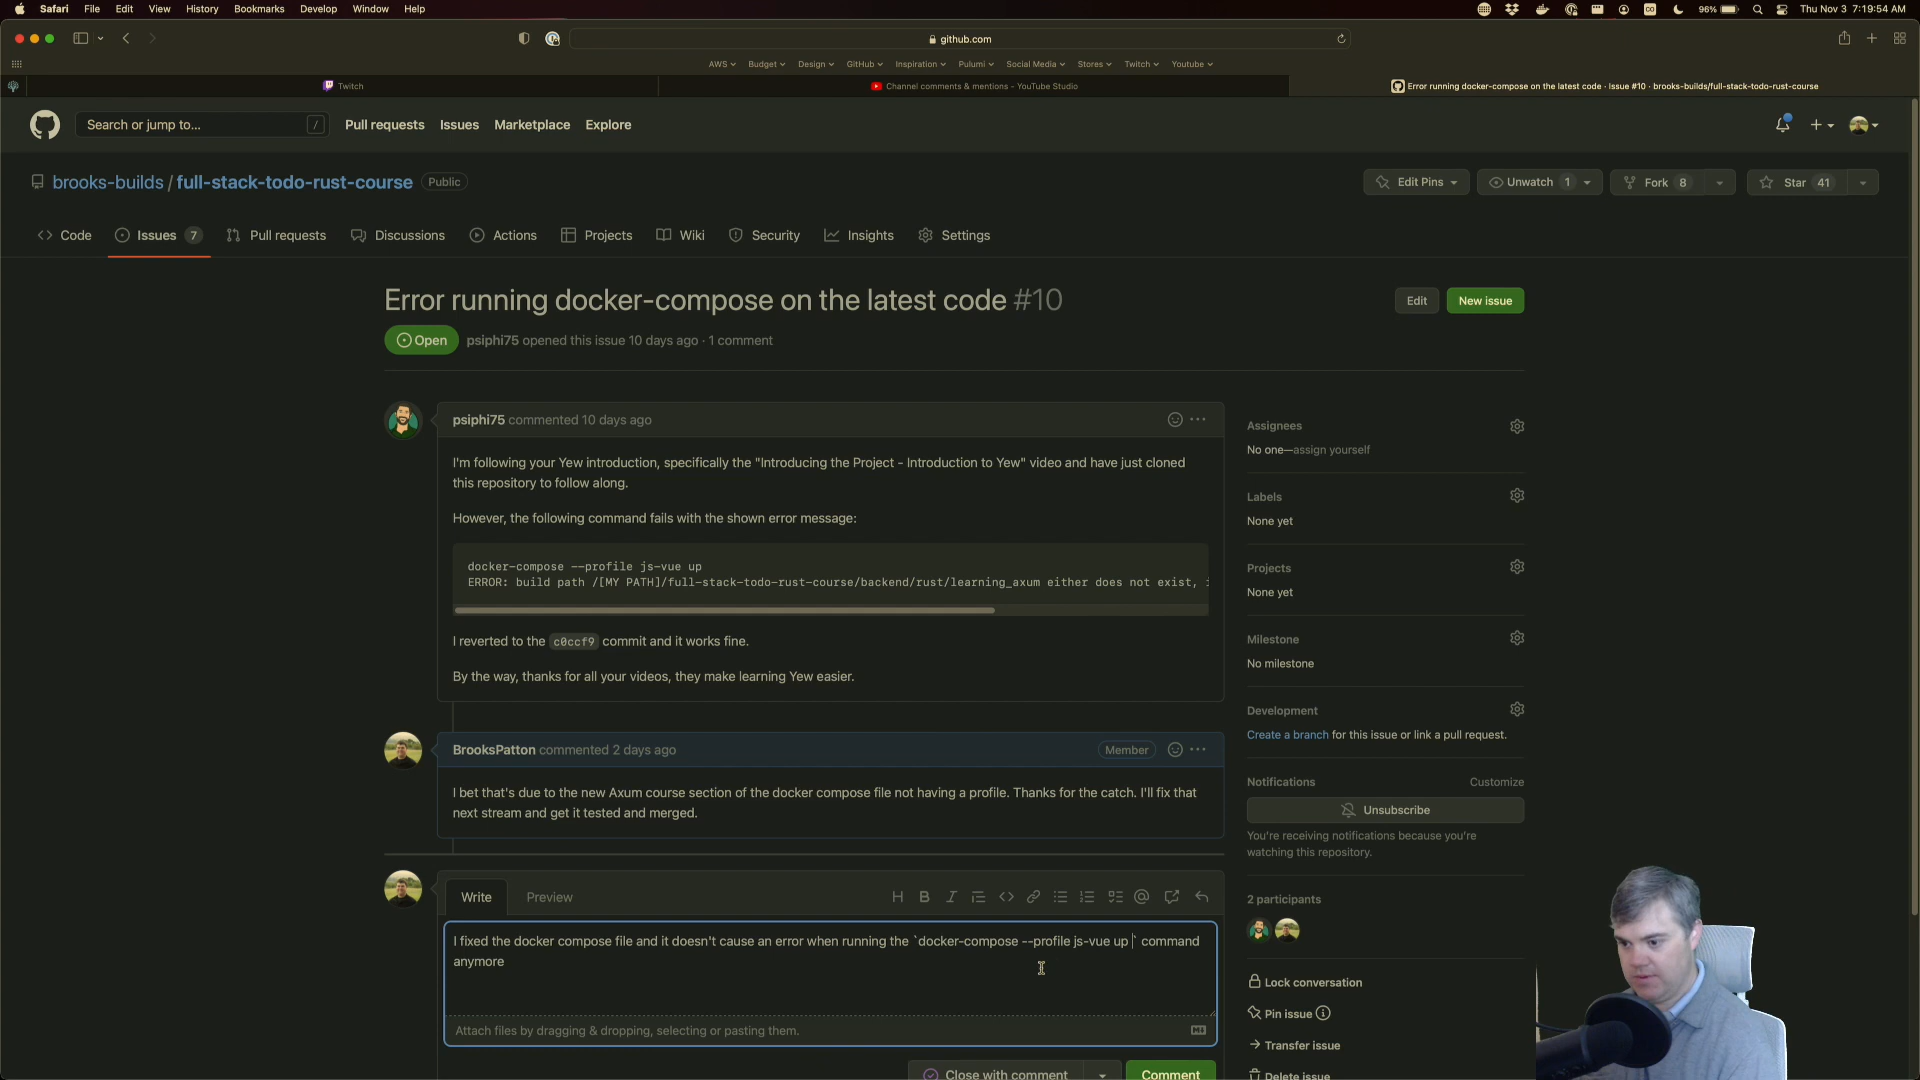 Safari File Edit View History Bookmarks Develop Window Help 96% Thu Nov 3 7:19:54 AM
github.com
AWS Budget Design GitHub Inspiration Pulumi Social Media Stores Twitch Youtube
Twitch Channel comments & mentions - YouTube Studio Error running docker-compose on the latest code · Issue #10 · brooks-builds/full-stack-todo-rust-course
Search or jump to... / Pull requests Issues Marketplace Explore
brooks-builds / full-stack-todo-rust-course Public Edit Pins Unwatch 1 Fork 8 Star 41
Code Issues 7 Pull requests Discussions Actions Projects Wiki Security Insights Settings
Error running docker-compose on the latest code #10 Edit New issue
Open psiphi75 opened this issue 10 days ago · 1 comment
psiphi75 commented 10 days ago
I'm following your Yew introduction, specifically the "Introducing the Project - Introduction to Yew" video and have just cloned
this repository to follow along.
However, the following command fails with the shown error message:
docker-compose --profile js-vue up
ERROR: build path /[MY PATH]/full-stack-todo-rust-course/backend/rust/learning_axum either does not exist,
I reverted to the c0ccf9 commit and it works fine.
By the way, thanks for all your videos, they make learning Yew easier.
BrooksPatton commented 2 days ago Member
I bet that's due to the new Axum course section of the docker compose file not having a profile. Thanks for the catch. I'll fix that
next stream and get it tested and merged.
Write Preview
I fixed the docker compose file and it doesn't cause an error when running the `docker-compose --profile js-vue up ` command
anymore
Attach files by dragging & dropping, selecting or pasting them.
Close with comment Comment
Assignees
No one—assign yourself
Labels
None yet
Projects
None yet
Milestone
No milestone
Development
Create a branch for this issue or link a pull request.
Notifications Customize
Unsubscribe
You're receiving notifications because you're
watching this repository.
2 participants
Lock conversation
Pin issue
Transfer issue
Delete issue